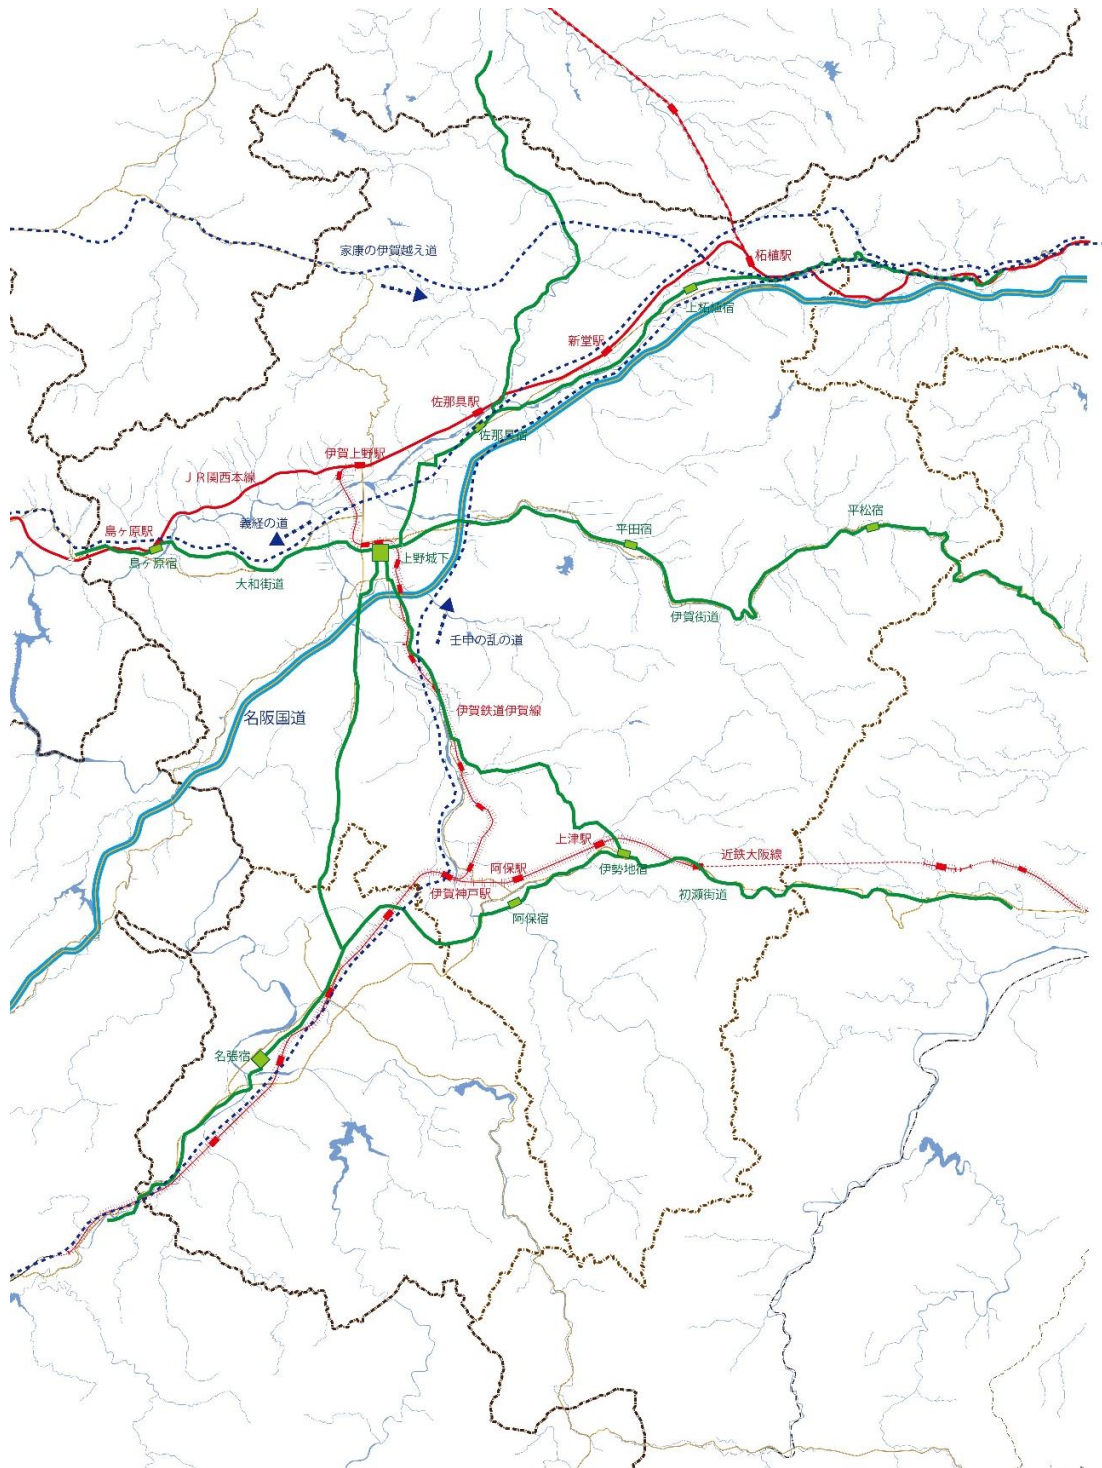 家康の伊賀越え道
柘植駅
上柘植宿
新堂駅
佐那具駅
佐那具宿
伊賀上野駅
JR関西本線
島ヶ原駅
義経の道
平田宿
平松宿
島ヶ原宿
大和街道
上野城下
伊賀街道
壬申の乱の道
伊賀鉄道伊賀線
名阪国道
上津駅
近鉄大阪線
阿保駅
伊勢地宿
伊賀神戸駅
初瀬街道
阿保宿
名張宿